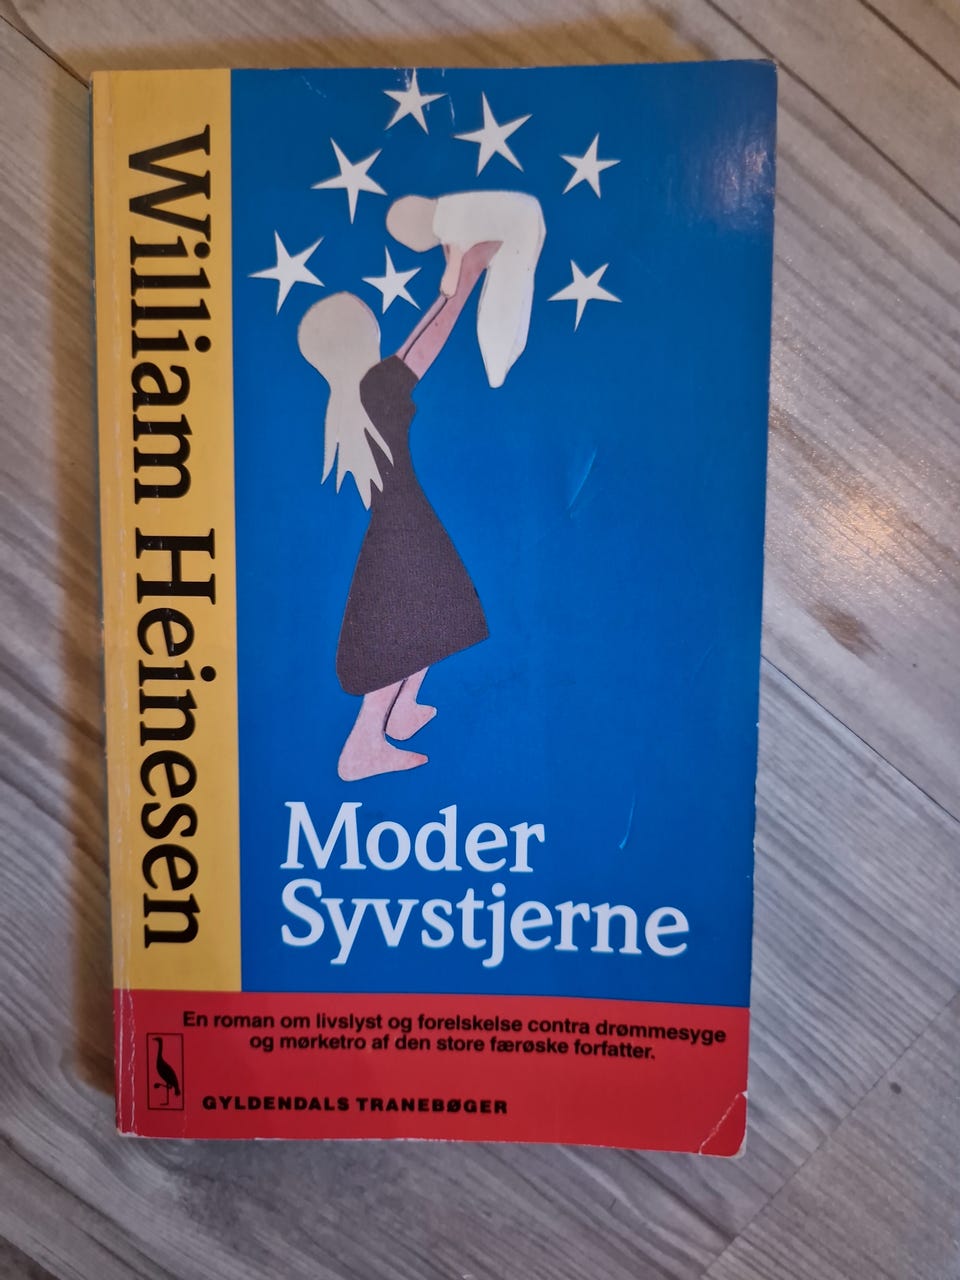 William Heinesen
Moder
Syvstjerne
En roman om livslyst og forelskelse contra drømmesyge
og mørketro af den store færøske forfatter.
GYLDENDALS TRANEBØGER